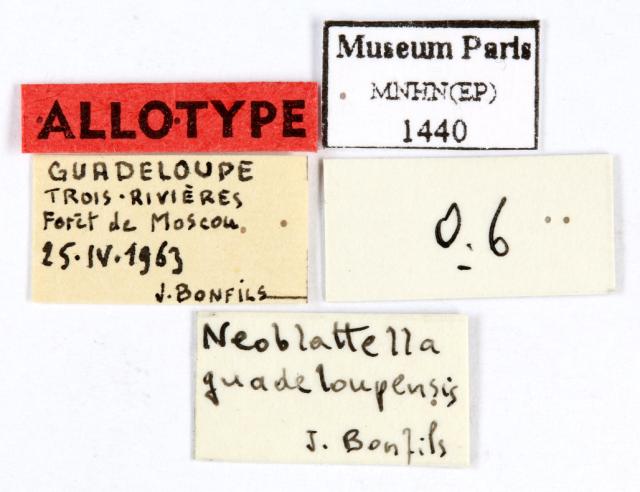 ALLOTYPE
Museum Paris
MNHN(EP)
1440
GUADELOUPE
TROIS-RIVIÈRES
Forêt de Moscou.
25.IV.1963
J. BONFILS
O.6
Neoblattella
guadeloupensis
J. Bonfils